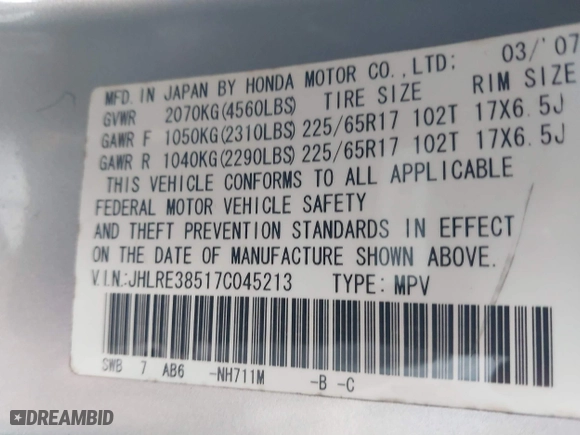 MFD. IN JAPAN BY HONDA MOTOR CO.,LTD: 03/'07
GVWR 2070KG(4560LBS) TIRE SIZE RIM SIZE
GAWR F 1050KG(2310LBS) 225/65R17 102T 17X6.5J
GAWR R 1040KG(2290LBS) 225/65R17 102T 17X6.5J
THIS VEHICLE CONFORMS TO ALL APPLICABLE
FEDERAL MOTOR VEHICLE SAFETY
AND THEFT PREVENTION STANDARDS IN EFFECT
ON THE DATE OF MANUFACTURE SHOWN ABOVE.
V.I.N.:JHLRE38517C045213 TYPE: MPV
SWB 7 AB6 -NH711M -B -C
DREAMBID